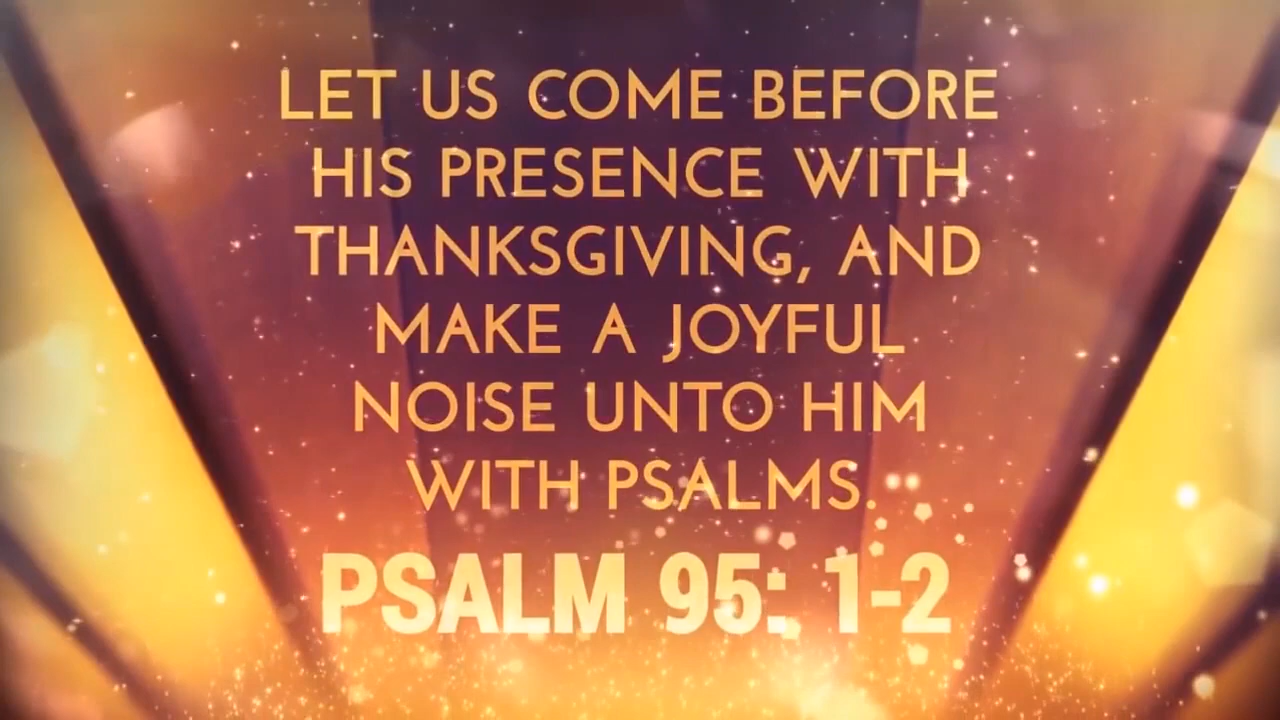 LET US COME BEFORE
HIS PRESENCE WITH
THANKSGIVING, AND
MAKE A JOYFUL
NOISE UNTO HIM
WITH PSALMS.
PSALM 95: 1-2